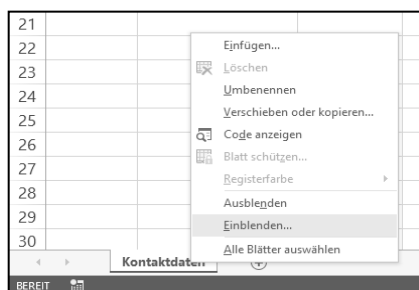 21
22
23
24
25
26
27
28
29
30
Einfügen...
Löschen
Umbenennen
Verschieben oder kopieren...
Code anzeigen
Blatt schützen...
Registerfarbe
Ausblenden
Einblenden...
Alle Blätter auswählen
Kontaktdaten
BEREIT